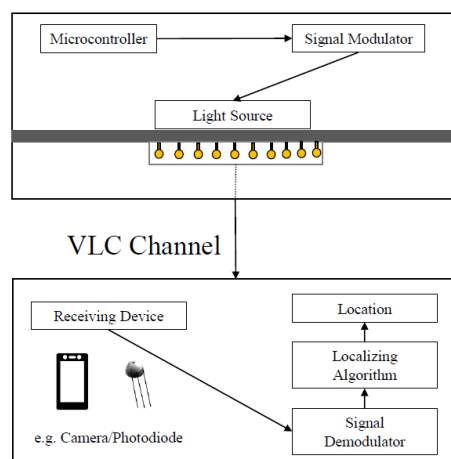 Microcontroller
Signal Modulator
Light Source
VLC Channel
Receiving Device
Location
Localizing
Algorithm
Signal
Demodulator
e.g. Camera/Photodiode